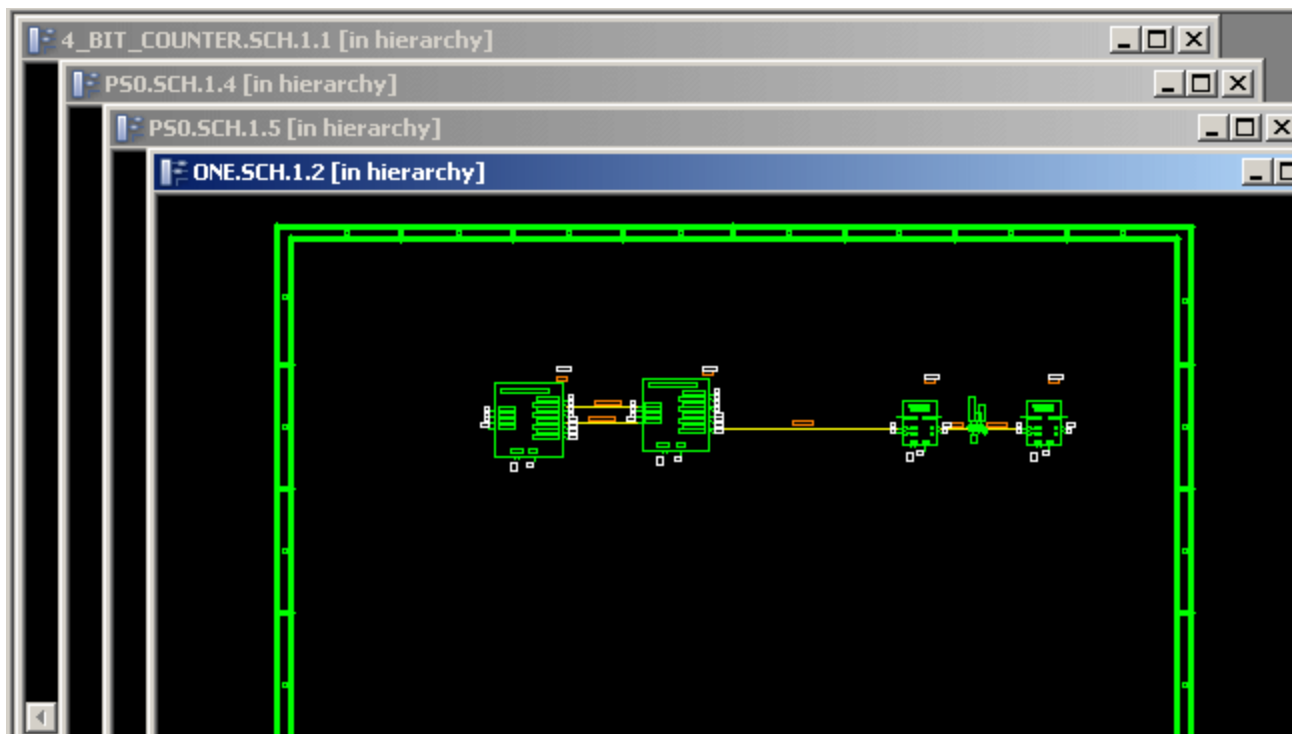 4_BIT_COUNTER.SCH.1.1 [in hierarchy]
PS0.SCH.1.4 [in hierarchy]
PS0.SCH.1.5 [in hierarchy]
ONE.SCH.1.2 [in hierarchy]